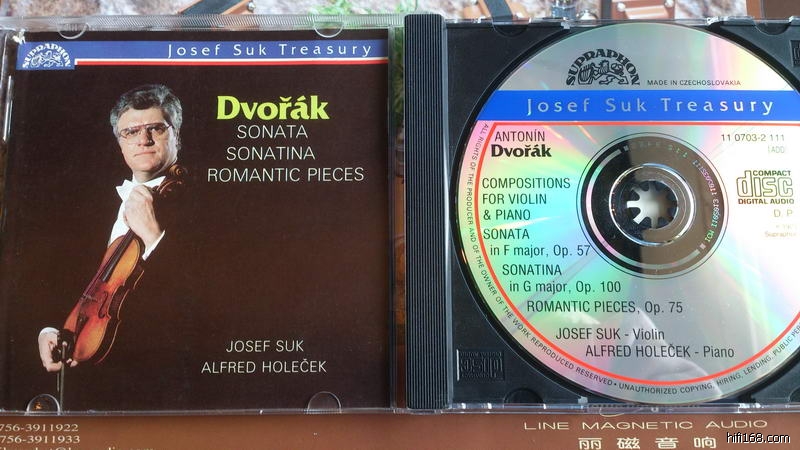 SUPRAPHON
Josef Suk Treasury
Dvořák
SONATA
SONATINA
ROMANTIC PIECES
JOSEF SUK
ALFRED HOLEČEK
SUPRAPHON
MADE IN CZECHOSLOVAKIA
Josef Suk Treasury
ANTONÍN
Dvořák
11 0703-2 111
[ADD]
COMPACT
disc
DIGITAL AUDIO
COMPOSITIONS
FOR VIOLIN
& PIANO
SONATA
in F major, Op. 57
SONATINA
in G major, Op. 100
ROMANTIC PIECES, Op. 75
JOSEF SUK - Violin
ALFRED HOLEČEK - Piano
ALL RIGHTS OF THE PRODUCER AND OF THE OWNER OF THE WORK REPRODUCED RESERVED • UNAUTHORIZED COPYING, HIRING, LENDING, PUBLIC
756-3911922
756-3911933
LINE MAGNETIC AUDIO
丽磁音响
hifi168.com